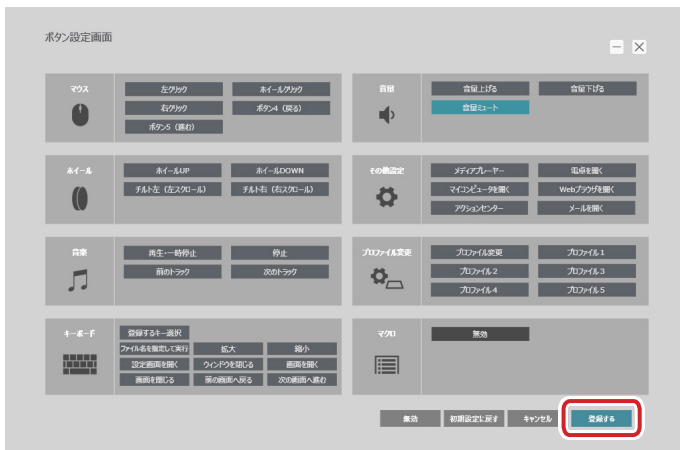 ボタン設定画面
マウス
左クリック
ホイールクリック
右クリック
ボタン4（戻る）
ボタン5（進む）
音量
音量上げる
音量下げる
音量ミュート
ホイール
ホイールUP
ホイールDOWN
チルト左（左スクロール）
チルト右（右スクロール）
その他設定
メディアプレーヤー
電卓を開く
マイコンピュータを開く
Webブラウザを開く
アクションセンター
メールを開く
音楽
再生・一時停止
停止
前のトラック
次のトラック
プロファイル変更
プロファイル変更
プロファイル1
プロファイル2
プロファイル3
プロファイル4
プロファイル5
キーボード
登録するキー選択
ファイル名を指定して実行
拡大
縮小
設定画面を開く
ウィンドウを閉じる
画面を開く
画面を閉じる
前の画面へ戻る
次の画面へ進む
マクロ
無効
無効
初期設定に戻す
キャンセル
登録する